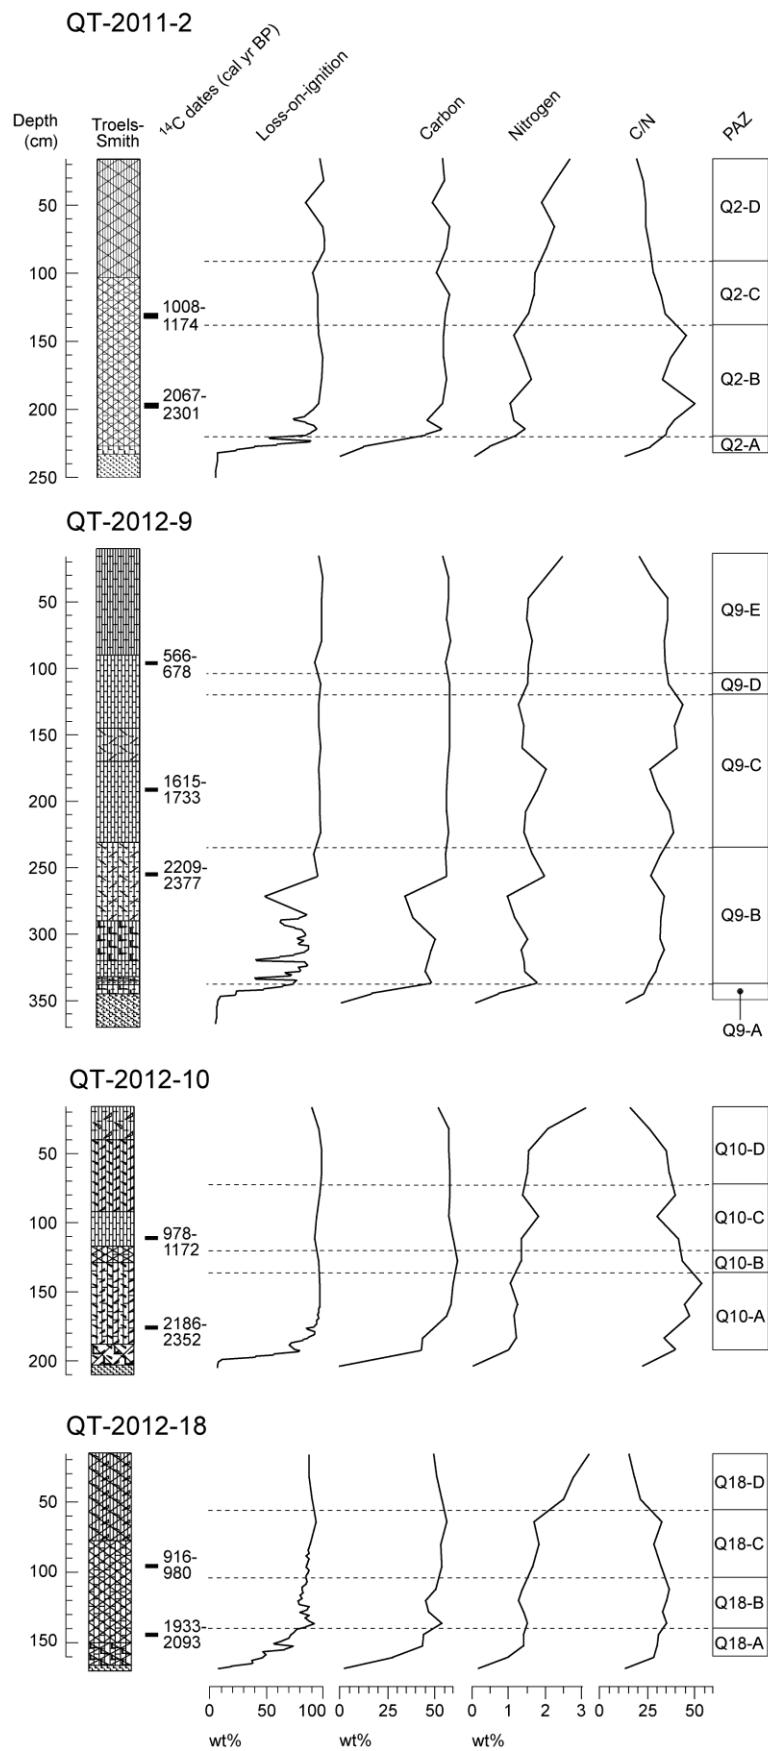 QT-2011-2
Depth
(cm)
Troels-
Smith
14C dates (cal yr BP)
Loss-on-ignition
Carbon
Nitrogen
C/N
PAZ
50
100
150
200
250
1008-
1174
2067-
2301
Q2-D
Q2-C
Q2-B
Q2-A
QT-2012-9
50
100
150
200
250
300
350
566-
678
1615-
1733
2209-
2377
Q9-E
Q9-D
Q9-C
Q9-B
Q9-A
QT-2012-10
50
100
150
200
978-
1172
2186-
2352
Q10-D
Q10-C
Q10-B
Q10-A
QT-2012-18
50
100
150
916-
980
1933-
2093
Q18-D
Q18-C
Q18-B
Q18-A
0 50 100 0 50 0 1 2 3 0 25 50
wt% wt% wt%